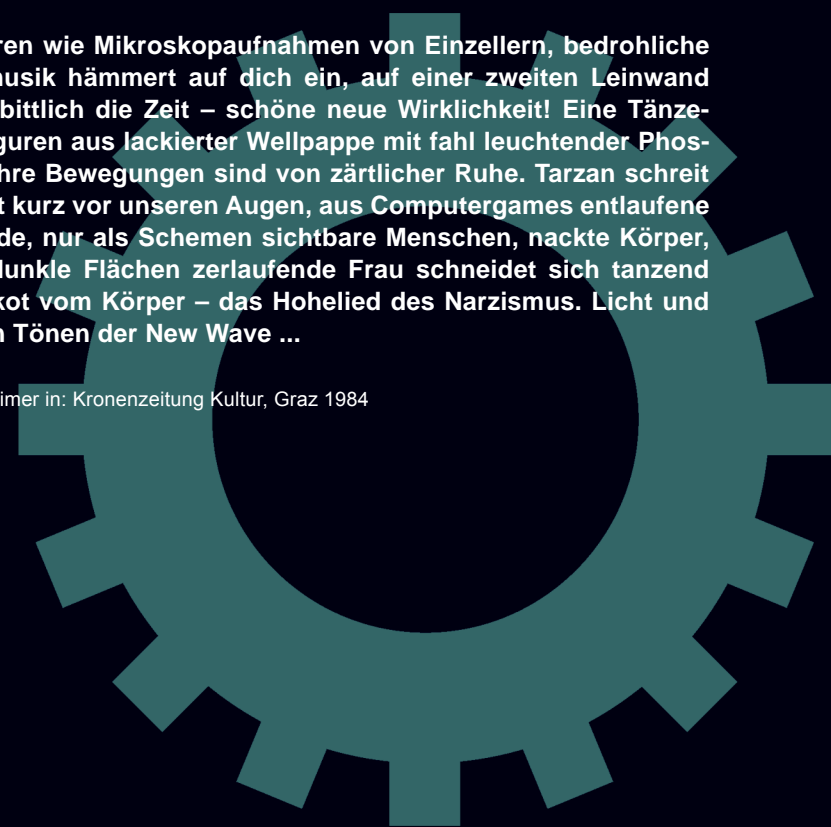 ren wie Mikroskopaufnahmen von Einzellern, bedrohliche
musik hämmert auf dich ein, auf einer zweiten Leinwand
bittlich die Zeit – schöne neue Wirklichkeit! Eine Tänze-
guren aus lackierter Wellpappe mit fahl leuchtender Phos-
hre Bewegungen sind von zärtlicher Ruhe. Tarzan schreit
t kurz vor unseren Augen, aus Computergames entlaufene
de, nur als Schemen sichtbare Menschen, nackte Körper,
dunkle Flächen zerlaufende Frau schneidet sich tanzend
kot vom Körper – das Hohelied des Narzismus. Licht und
n Tönen der New Wave ...
imer in: Kronenzeitung Kultur, Graz 1984